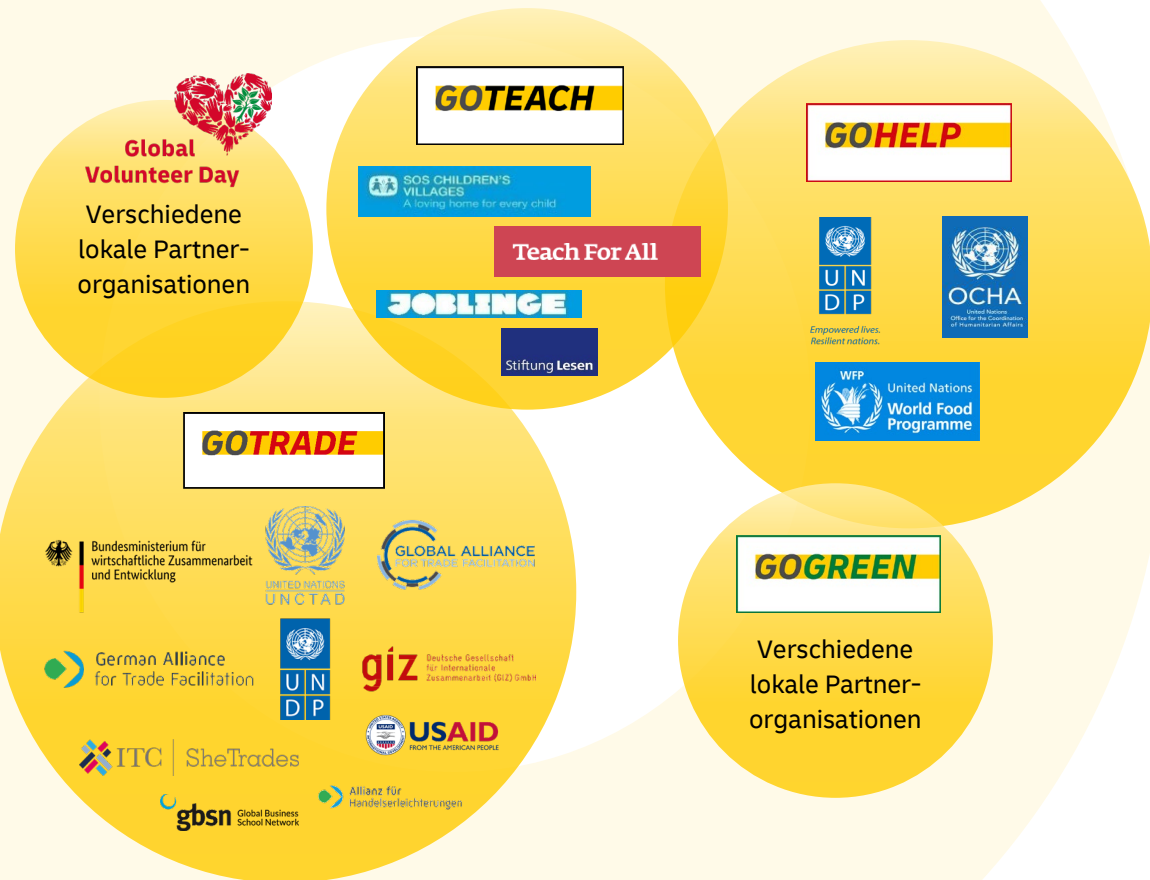 Global
Volunteer Day
Verschiedene
lokale Partner-
organisationen
GOTEACH
SOS CHILDREN'S
VILLAGES
A loving home for every child
Teach For All
JOBLINGE
Stiftung Lesen
GOHELP
U N
D P
Empowered lives.
Resilient nations.
OCHA
United Nations
Office for the Coordination
of Humanitarian Affairs
WFP
United Nations
World Food
Programme
GOTRADE
Bundesministerium für
wirtschaftliche Zusammenarbeit
und Entwicklung
UNITED NATIONS
UNCTAD
GLOBAL ALLIANCE
FOR TRADE FACILITATION
German Alliance
for Trade Facilitation
U N
D P
giz
Deutsche Gesellschaft
für Internationale
Zusammenarbeit (GIZ) GmbH
USAID
USAID
FROM THE AMERICAN PEOPLE
ITC | SheTrades
gbsn
Global Business
School Network
Allianz für
Handelserleichterungen
GOGREEN
Verschiedene
lokale Partner-
organisationen